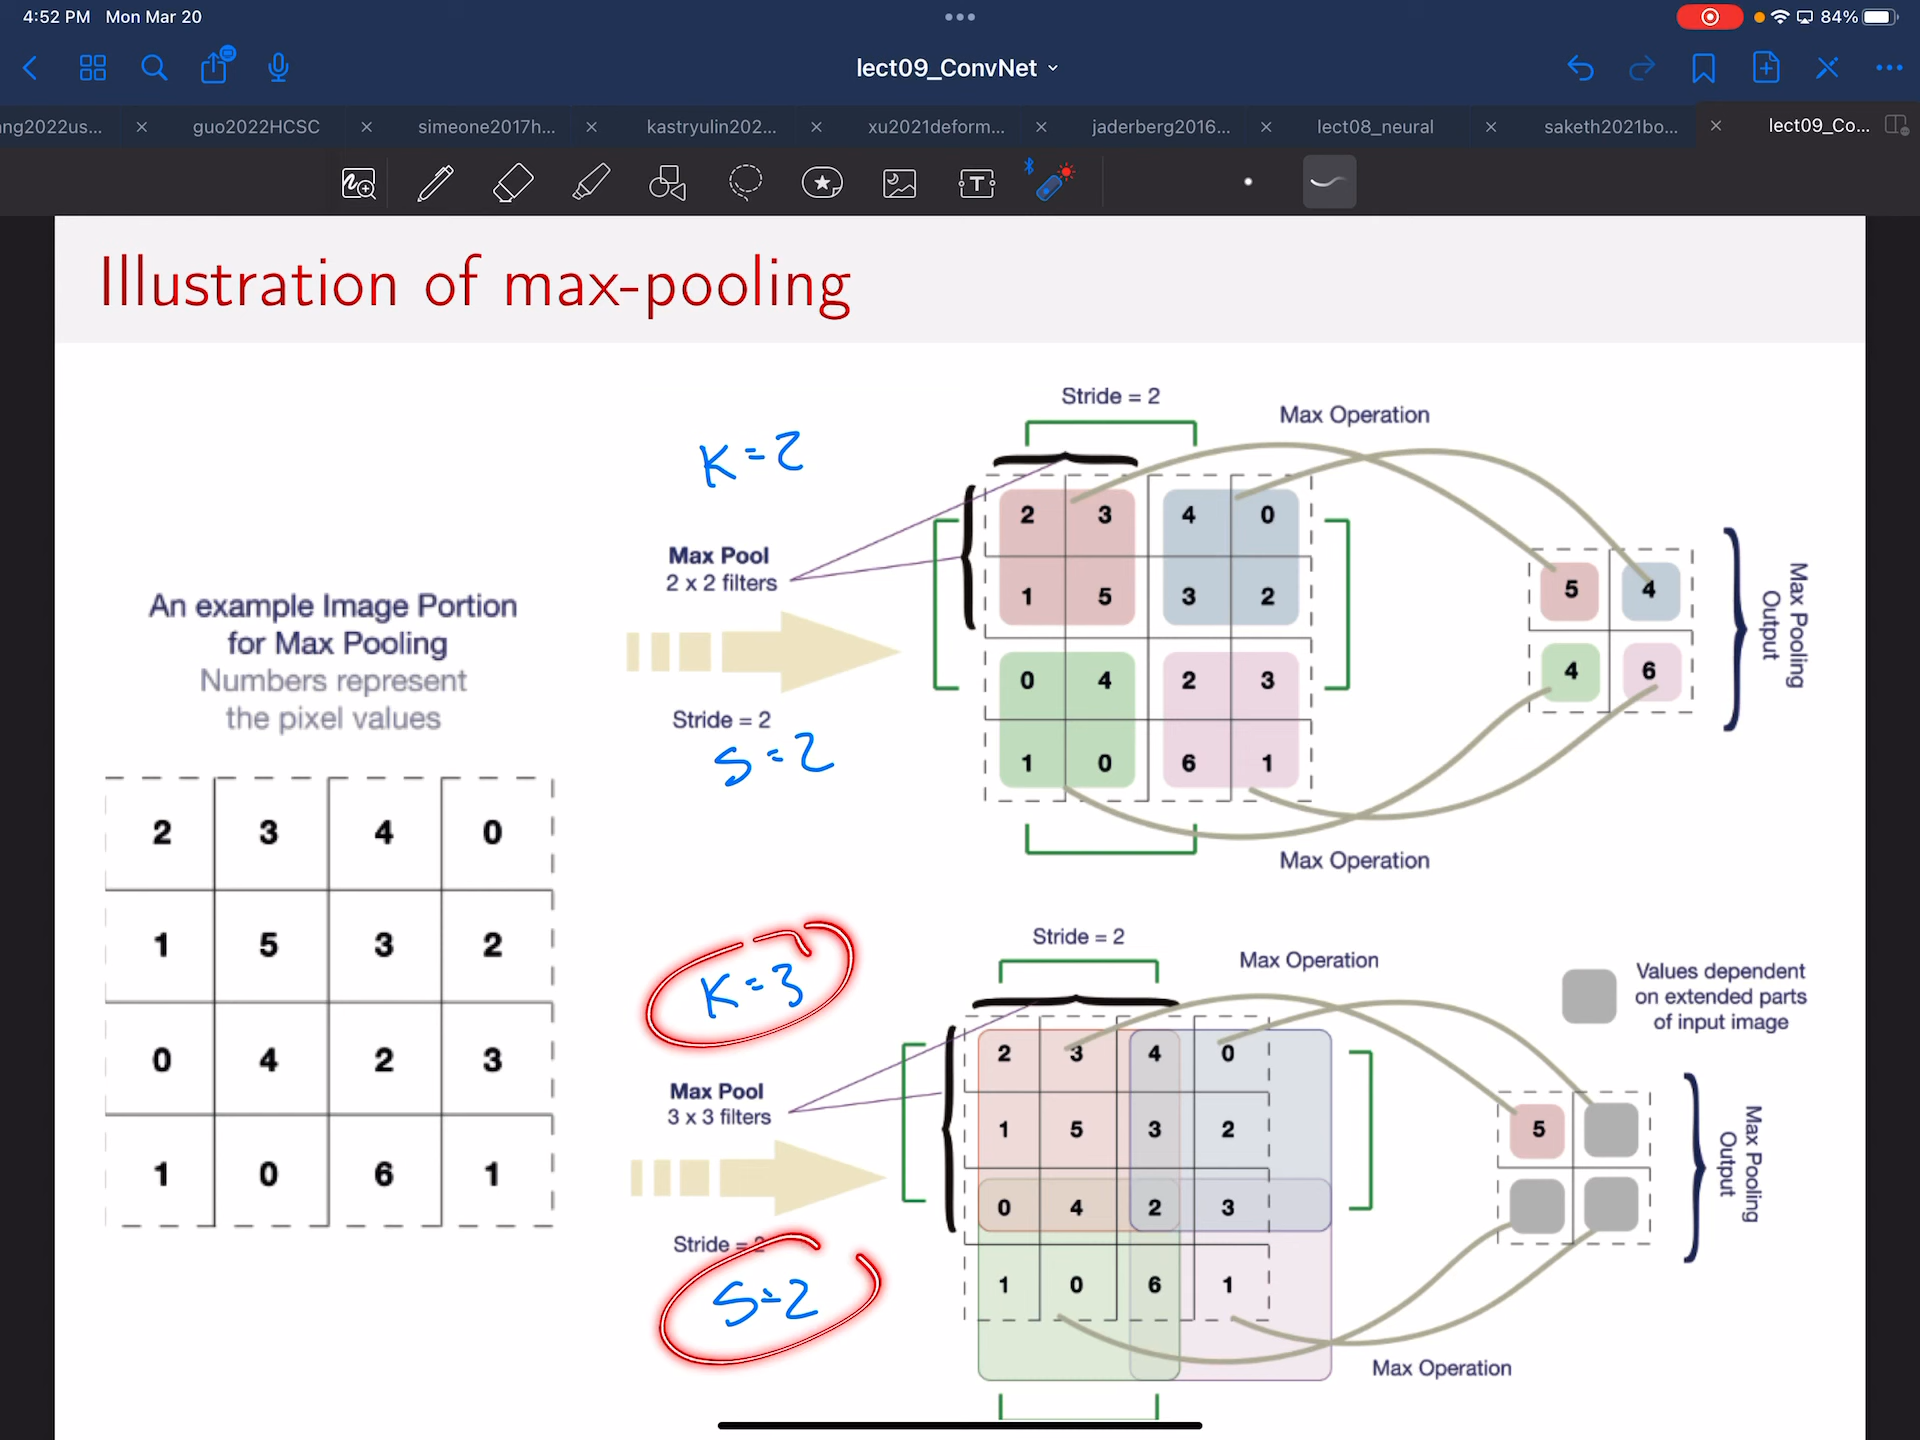 4:52 PM Mon Mar 20
84%
lect09_ConvNet
ang2022us...
guo2022HCSC
simeone2017h...
kastryulin202...
xu2021deform...
jaderberg2016...
lect08_neural
saketh2021bo...
lect09_Co...
Illustration of max-pooling
An example Image Portion
for Max Pooling
Numbers represent
the pixel values
2 3 4 0
1 5 3 2
0 4 2 3
1 0 6 1
K=2
Max Pool
2 x 2 filters
Stride = 2
S=2
Stride = 2
Max Operation
2 3 4 0
1 5 3 2
0 4 2 3
1 0 6 1
Max Operation
5 4
4 6
Max Pooling
Output
K=3
Max Pool
3 x 3 filters
Stride = 2
S=2
Stride = 2
Max Operation
2 3 4 0
1 5 3 2
0 4 2 3
1 0 6 1
Max Operation
Values dependent
on extended parts
of input image
5
Max Pooling
Output